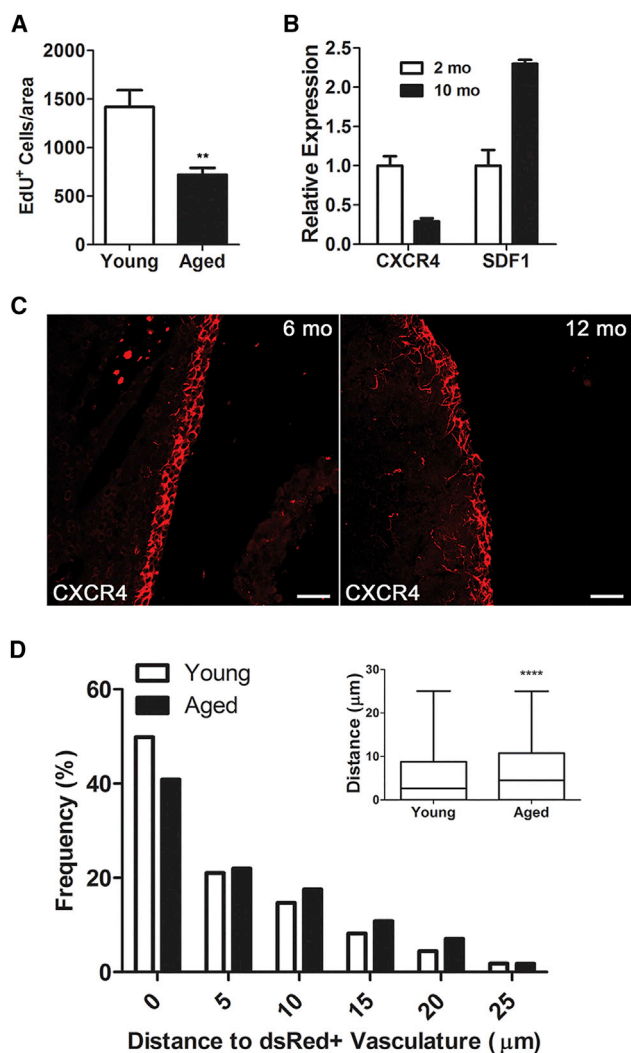 A
EdU+ Cells/area
2000
1500
1000
500
0
**
Young Aged
B
Relative Expression
2.5
2.0
1.5
1.0
0.5
0.0
2 mo
10 mo
CXCR4 SDF1
C
6 mo
CXCR4
12 mo
CXCR4
D
Young
Aged
Frequency (%)
60
40
20
0
0 5 10 15 20 25
Distance to dsRed+ Vasculature (µm)
Distance (µm)
30
20
10
0
****
Young Aged